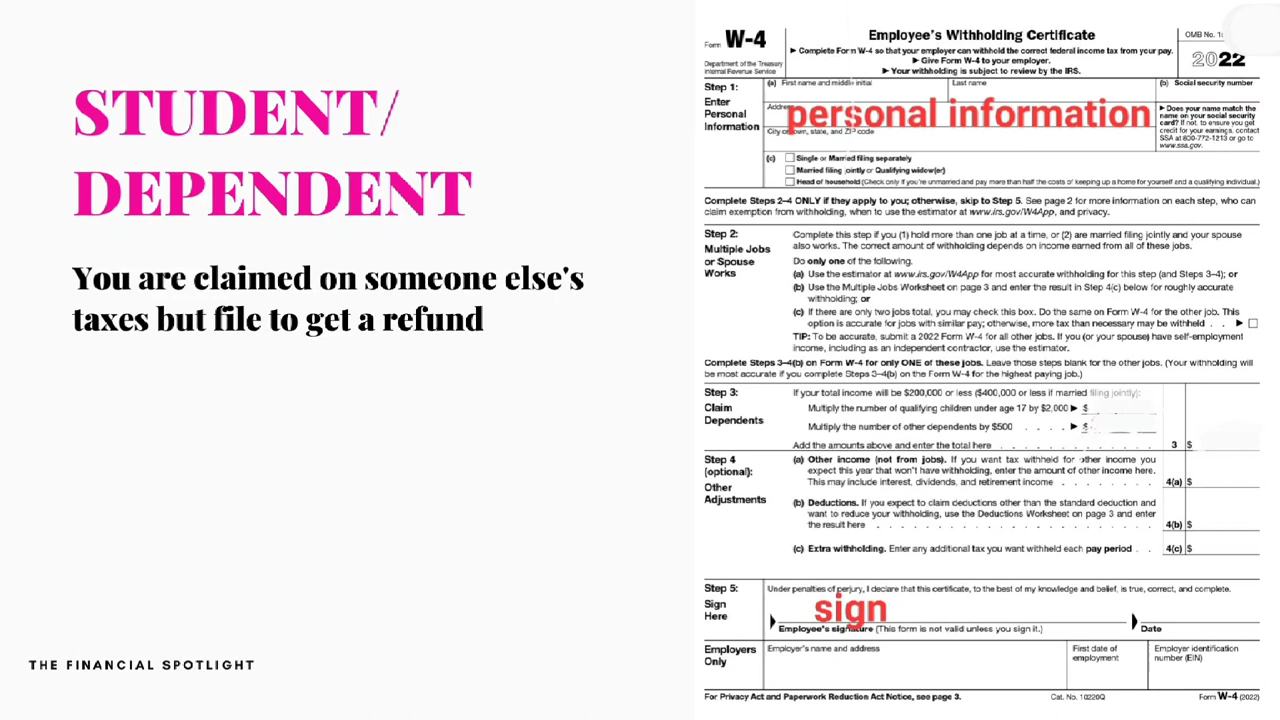 STUDENT/
DEPENDENT
You are claimed on someone else's
taxes but file to get a refund
THE FINANCIAL SPOTLIGHT
Form W-4
Department of the Treasury
Internal Revenue Service
Employee's Withholding Certificate
▶ Complete Form W-4 so that your employer can withhold the correct federal income tax from your pay.
▶ Give Form W-4 to your employer.
▶ Your withholding is subject to review by the IRS.
OMB No.
2022
Step 1:
Enter
Personal
Information
(a) First name and middle initial
Last name
(b) Social security number
Address
personal information
City or town, state, and ZIP code
▶ Does your name match the
name on your social security
card? If not, to ensure you get
credit for your earnings, contact
SSA at 800-772-1213 or go to
www.ssa.gov.
(c) Single or Married filing separately
Married filing jointly or Qualifying widow(er)
Head of household (Check only if you're unmarried and pay more than half the costs of keeping up a home for yourself and a qualifying individual.)
Complete Steps 2–4 ONLY if they apply to you; otherwise, skip to Step 5. See page 2 for more information on each step, who can
claim exemption from withholding, when to use the estimator at www.irs.gov/W4App, and privacy.
Step 2:
Multiple Jobs
or Spouse
Works
Complete this step if you (1) hold more than one job at a time, or (2) are married filing jointly and your spouse
also works. The correct amount of withholding depends on income earned from all of these jobs.
Do only one of the following.
(a) Use the estimator at www.irs.gov/W4App for most accurate withholding for this step (and Steps 3–4); or
(b) Use the Multiple Jobs Worksheet on page 3 and enter the result in Step 4(c) below for roughly accurate
withholding; or
(c) If there are only two jobs total, you may check this box. Do the same on Form W-4 for the other job. This
option is accurate for jobs with similar pay; otherwise, more tax than necessary may be withheld . . ▶
TIP: To be accurate, submit a 2022 Form W-4 for all other jobs. If you (or your spouse) have self-employment
income, including as an independent contractor, use the estimator.
Complete Steps 3–4(b) on Form W-4 for only ONE of these jobs. Leave those steps blank for the other jobs. (Your withholding will
be most accurate if you complete Steps 3–4(b) on the Form W-4 for the highest paying job.)
Step 3:
Claim
Dependents
If your total income will be $200,000 or less ($400,000 or less if married filing jointly):
Multiply the number of qualifying children under age 17 by $2,000 ▶ $
Multiply the number of other dependents by $500 . . . . ▶ $
Add the amounts above and enter the total here . . . . . . . . . . . . . 3 $
Step 4
(optional):
Other
Adjustments
(a) Other income (not from jobs). If you want tax withheld for other income you
expect this year that won't have withholding, enter the amount of other income here.
This may include interest, dividends, and retirement income . . . . . . . . 4(a) $
(b) Deductions. If you expect to claim deductions other than the standard deduction and
want to reduce your withholding, use the Deductions Worksheet on page 3 and enter
the result here . . . . . . . . . . . . . . . . . . . . 4(b) $
(c) Extra withholding. Enter any additional tax you want withheld each pay period . . 4(c) $
Step 5:
Sign
Here
Under penalties of perjury, I declare that this certificate, to the best of my knowledge and belief, is true, correct, and complete.
sign
Employee's signature (This form is not valid unless you sign it.)
Date
Employers
Only
Employer's name and address
First date of
employment
Employer identification
number (EIN)
For Privacy Act and Paperwork Reduction Act Notice, see page 3.
Cat. No. 10220Q
Form W-4 (2022)